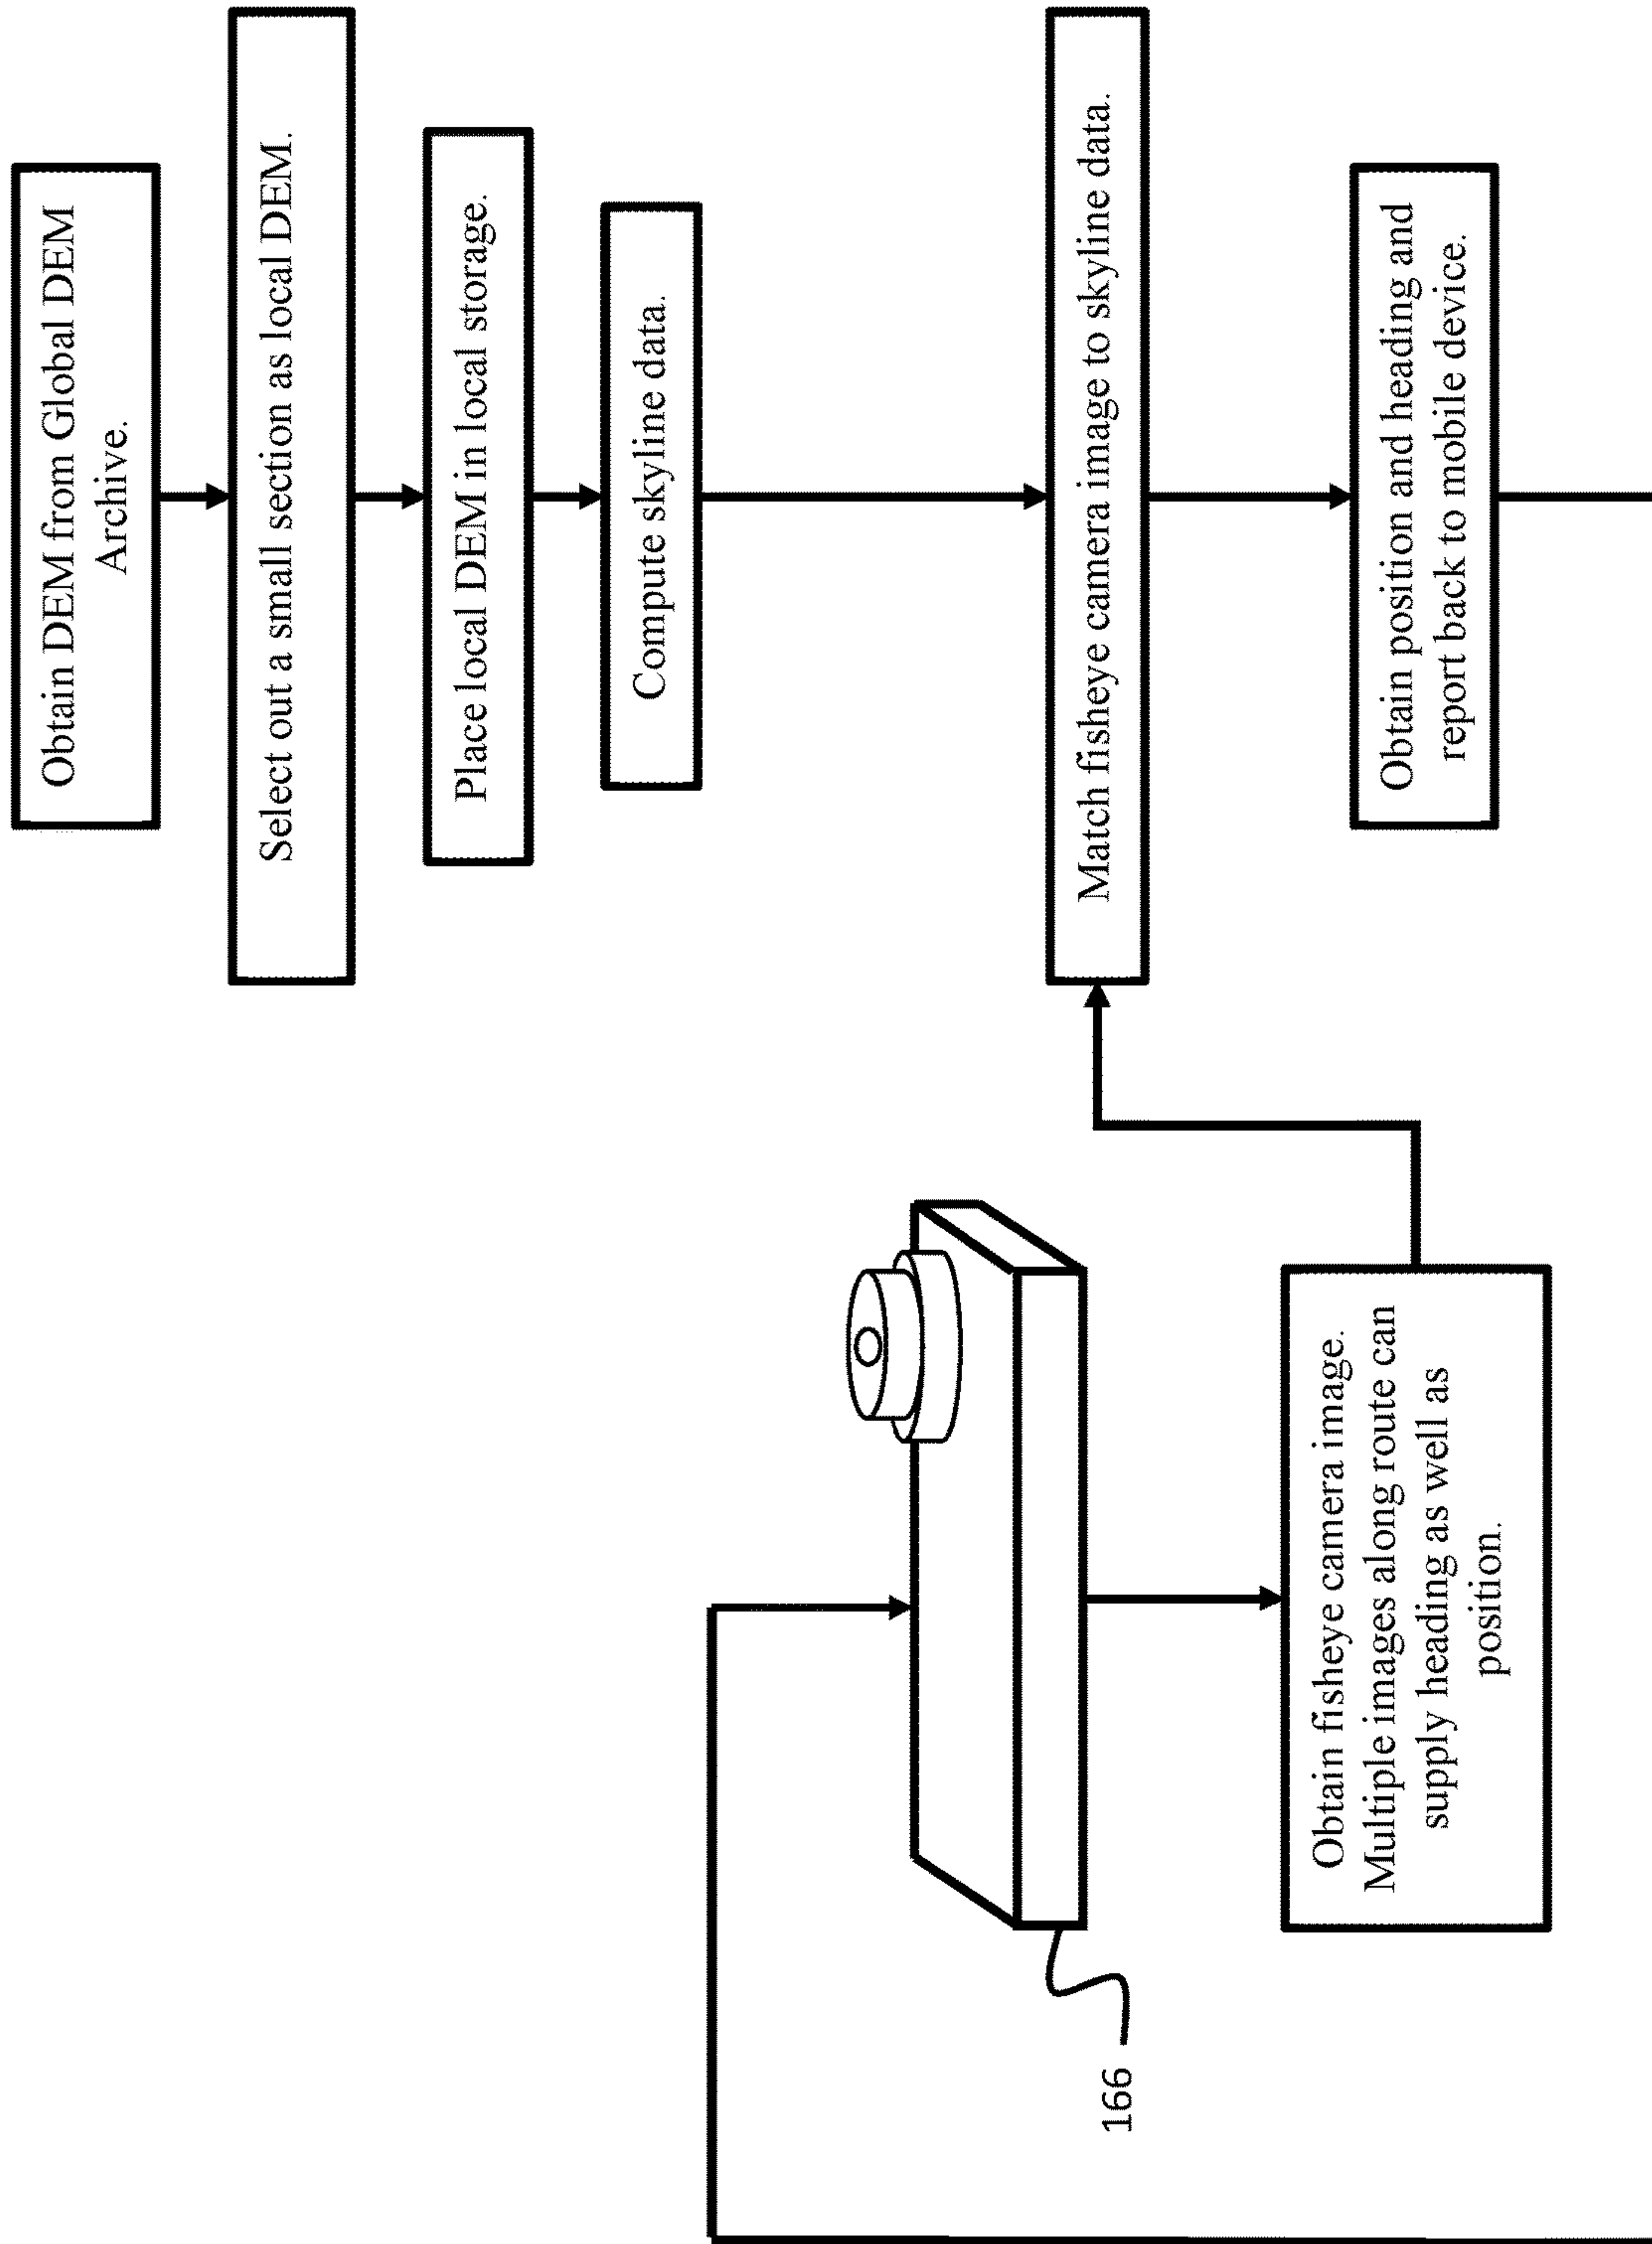 Obtain DEM from Global DEM
Archive.
Select out a small section as local DEM.
Place local DEM in local storage.
Compute skyline data.
Match fisheye camera image to skyline data.
Obtain position and heading and
report back to mobile device.
166
Obtain fisheye camera image.
Multiple images along route can
supply heading as well as
position.